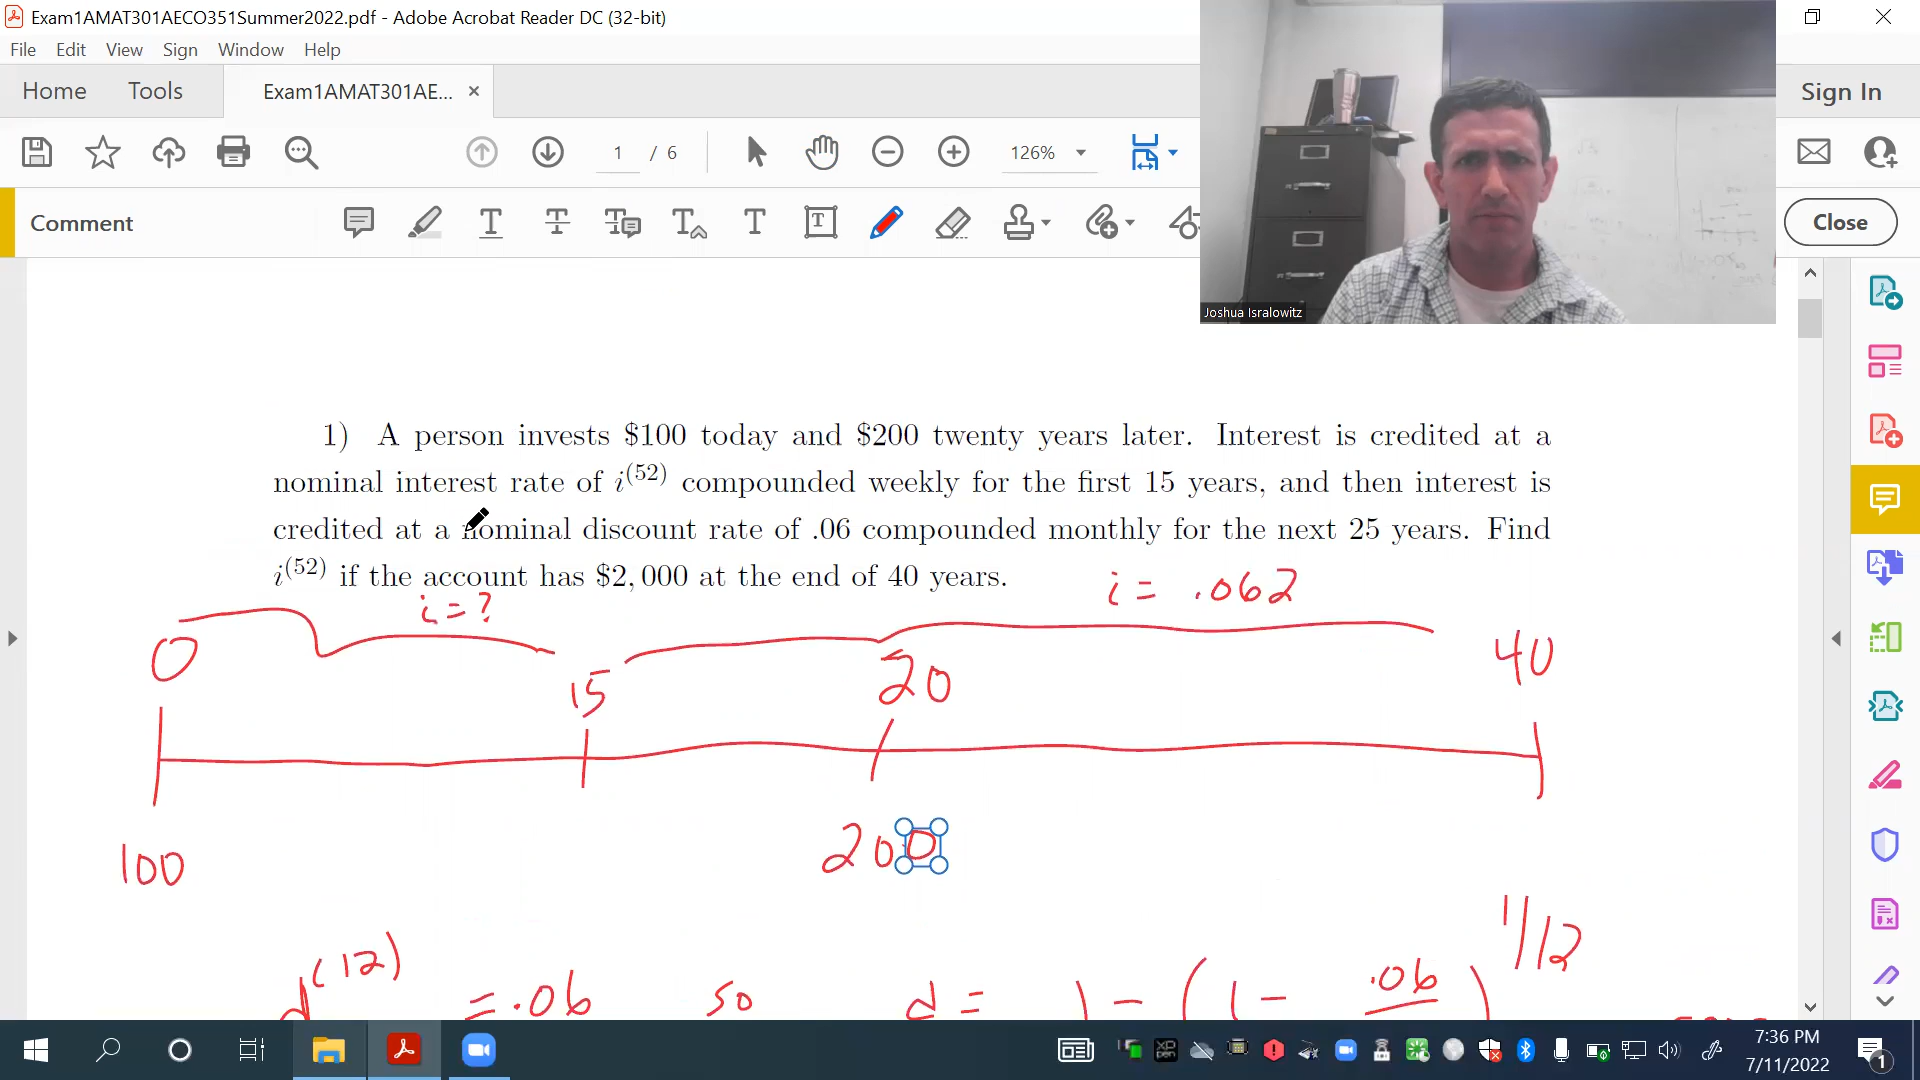 Exam1AMAT301AECO351Summer2022.pdf - Adobe Acrobat Reader DC (32-bit)
File Edit View Sign Window Help
Home Tools Exam1AMAT301AE... × Sign In
1 / 6 126%
Comment Close
Joshua Isralowitz
1) A person invests $100 today and $200 twenty years later. Interest is credited at a
nominal interest rate of i^(52) compounded weekly for the first 15 years, and then interest is
credited at a nominal discount rate of .06 compounded monthly for the next 25 years. Find
i^(52) if the account has $2,000 at the end of 40 years.
i = ? i = .062
0 15 20 40
100 200
d^(12) = .06 so d = 1 - (1 - .06 ) 1/12
7:36 PM
7/11/2022
1